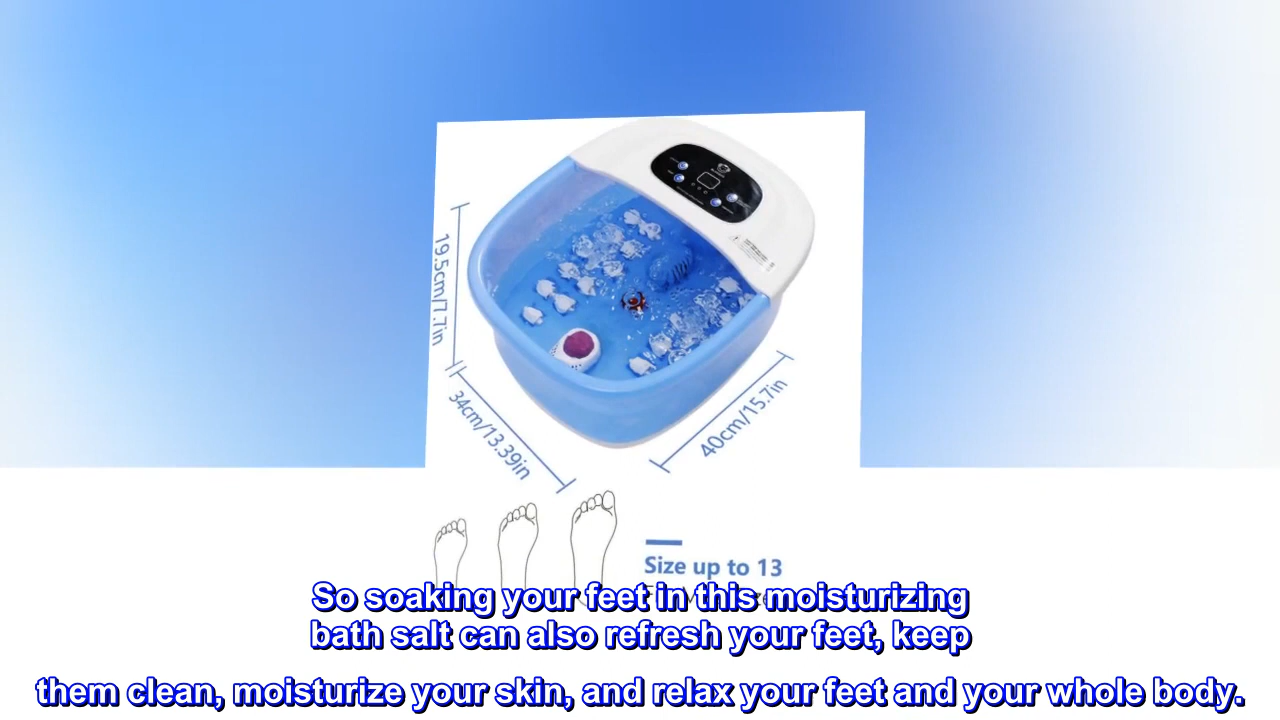 19.5cm/7.7in
34cm/13.39in
40cm/15.7in
Size up to 13
So soaking your feet in this moisturizing
bath salt can also refresh your feet, keep
them clean, moisturize your skin, and relax your feet and your whole body.